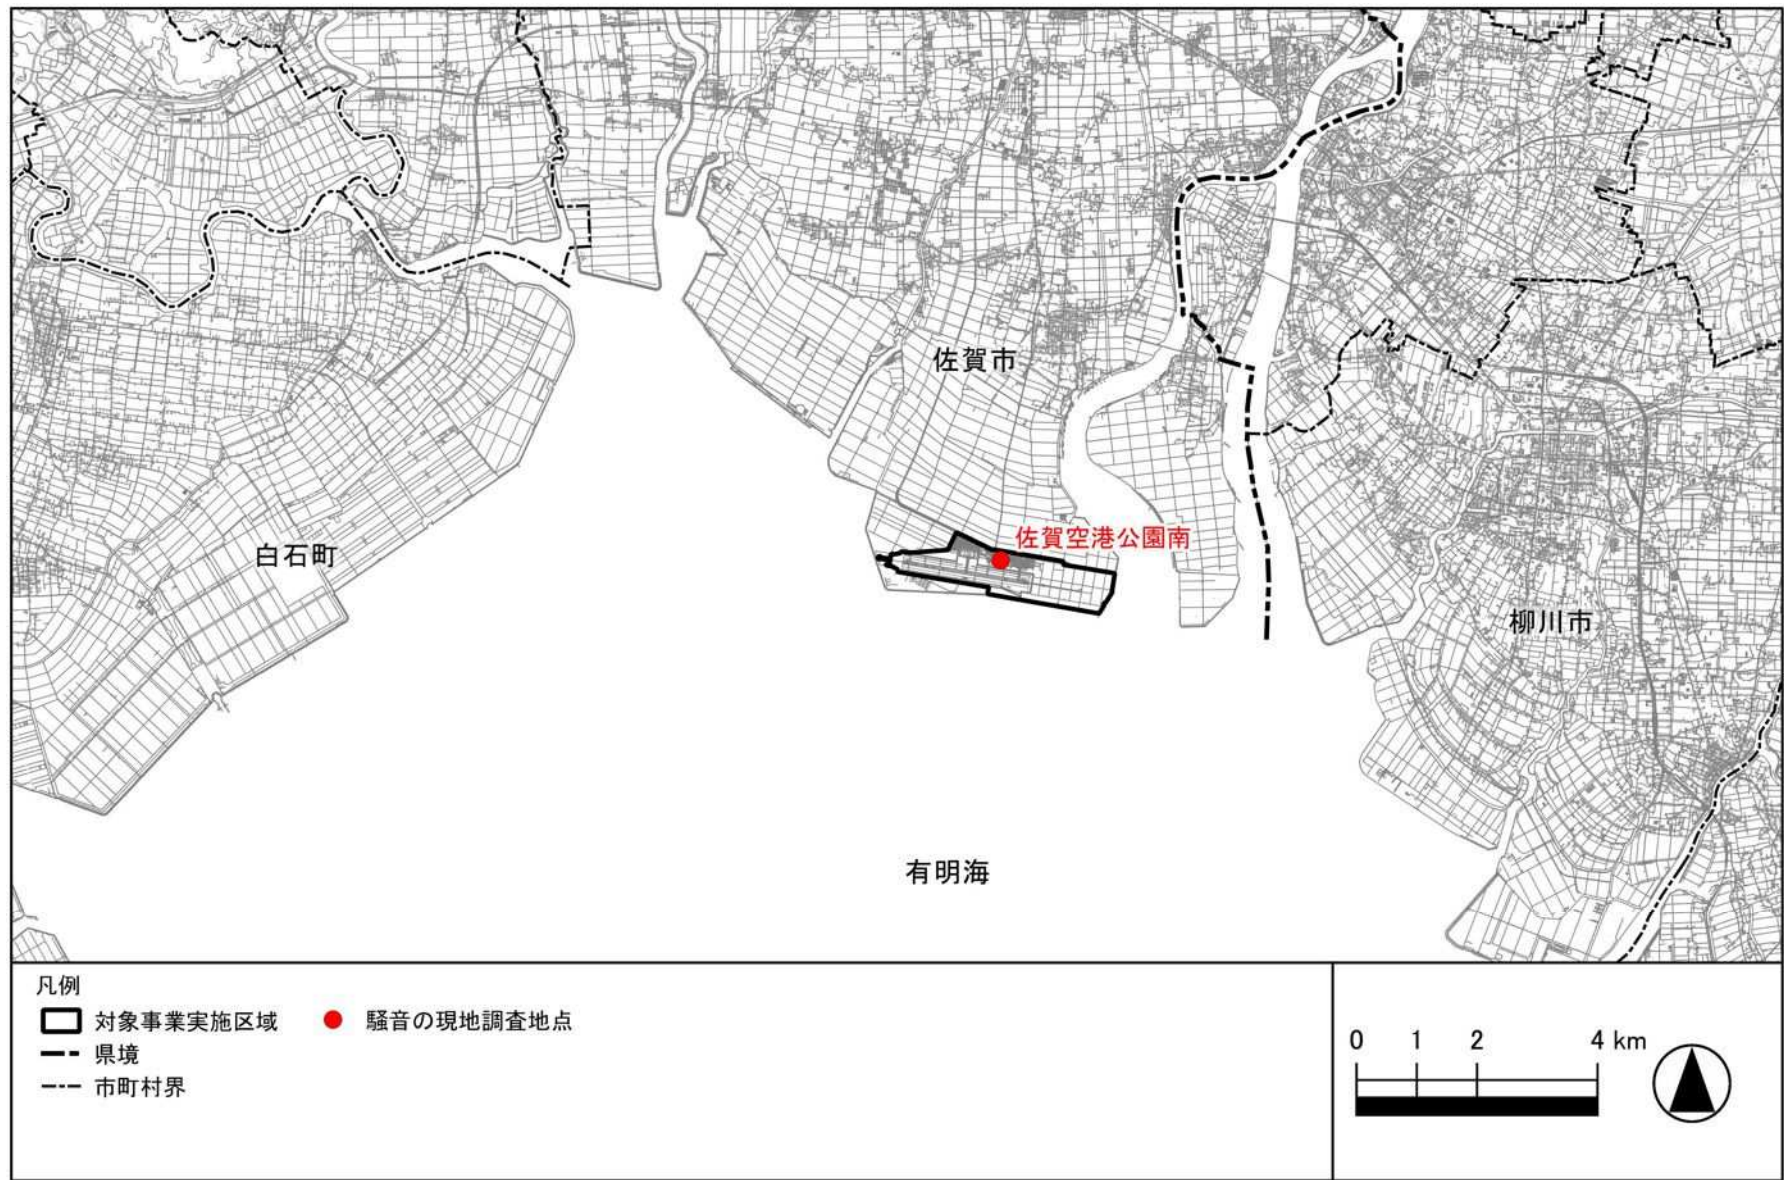 佐賀市
佐賀空港公園南
白石町
柳川市
有明海
凡例
対象事業実施区域
騒音の現地調査地点
県境
市町村界
0 1 2 4 km